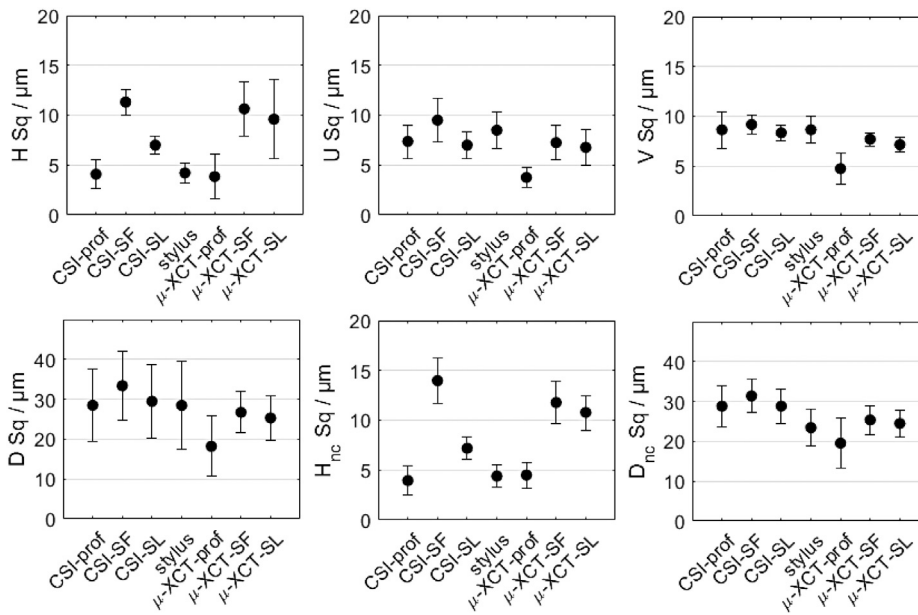 20
15
10
5
0
H Sq / μm
CSI-prof
CSI-SF
CSI-SL
stylus
μ-XCT-prof
μ-XCT-SF
μ-XCT-SL
20
15
10
5
0
U Sq / μm
CSI-prof
CSI-SF
CSI-SL
stylus
μ-XCT-prof
μ-XCT-SF
μ-XCT-SL
20
15
10
5
0
V Sq / μm
CSI-prof
CSI-SF
CSI-SL
stylus
μ-XCT-prof
μ-XCT-SF
μ-XCT-SL
40
30
20
10
0
D Sq / μm
CSI-prof
CSI-SF
CSI-SL
stylus
μ-XCT-prof
μ-XCT-SF
μ-XCT-SL
20
15
10
5
0
Hnc Sq / μm
CSI-prof
CSI-SF
CSI-SL
stylus
μ-XCT-prof
μ-XCT-SF
μ-XCT-SL
40
30
20
10
0
Dnc Sq / μm
CSI-prof
CSI-SF
CSI-SL
stylus
μ-XCT-prof
μ-XCT-SF
μ-XCT-SL